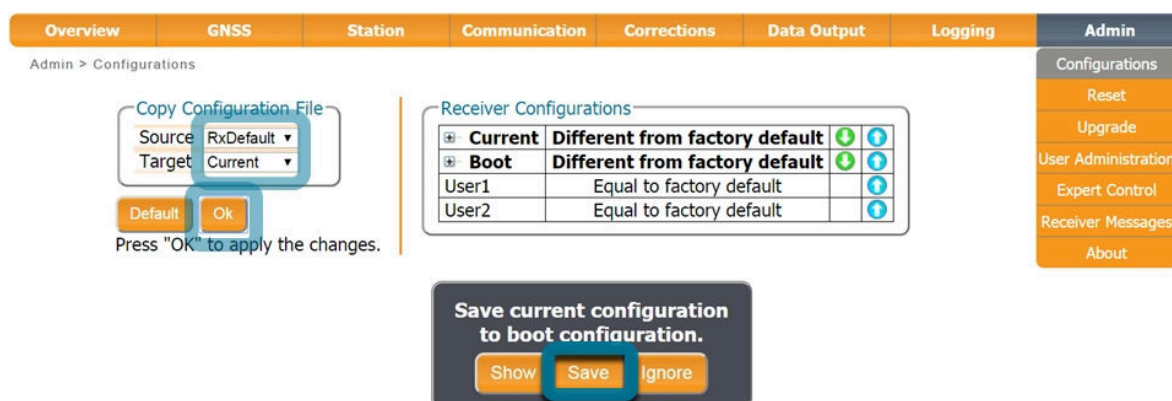 Overview GNSS Station Communication Corrections Data Output Logging Admin
Admin > Configurations
Configurations
Reset
Upgrade
User Administration
Expert Control
Receiver Messages
About
Copy Configuration File
Source RxDefault
Target Current
Default Ok
Press "OK" to apply the changes.
Receiver Configurations
Current Different from factory default
Boot Different from factory default
User1 Equal to factory default
User2 Equal to factory default
Save current configuration
to boot configuration.
Show Save Ignore